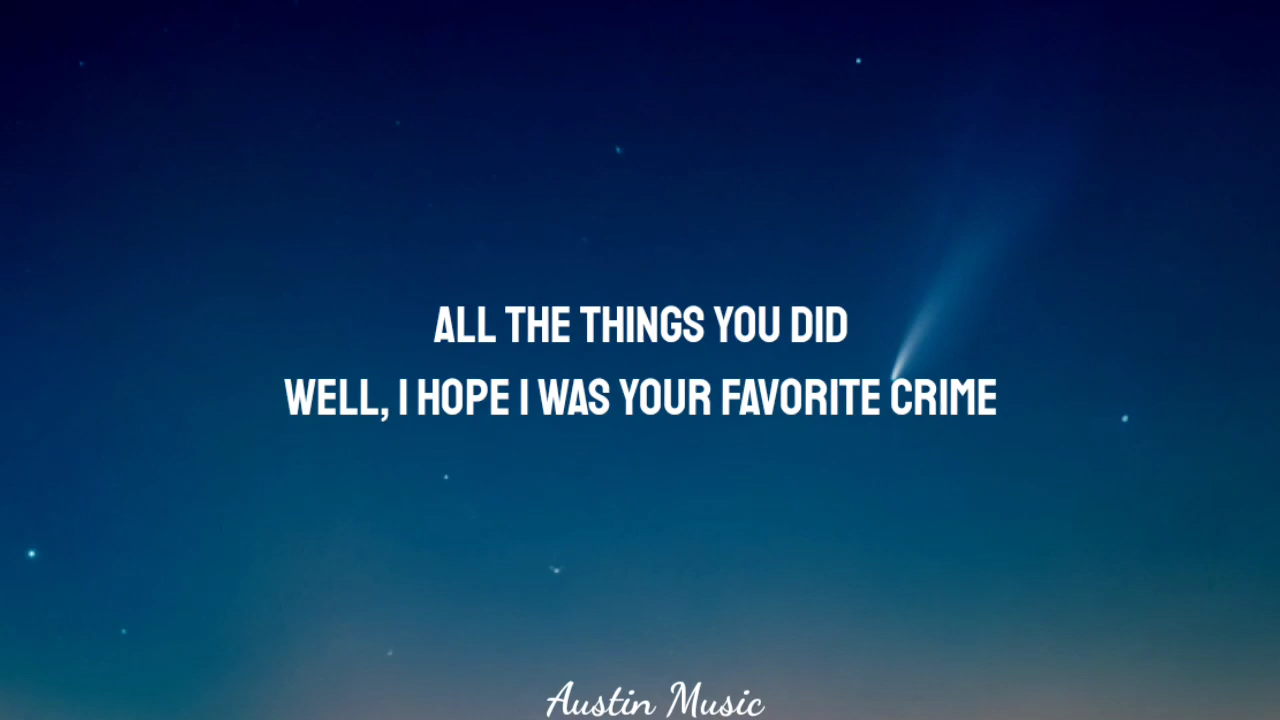 ALL THE THINGS YOU DID
WELL, I HOPE I WAS YOUR FAVORITE CRIME
Austin Music